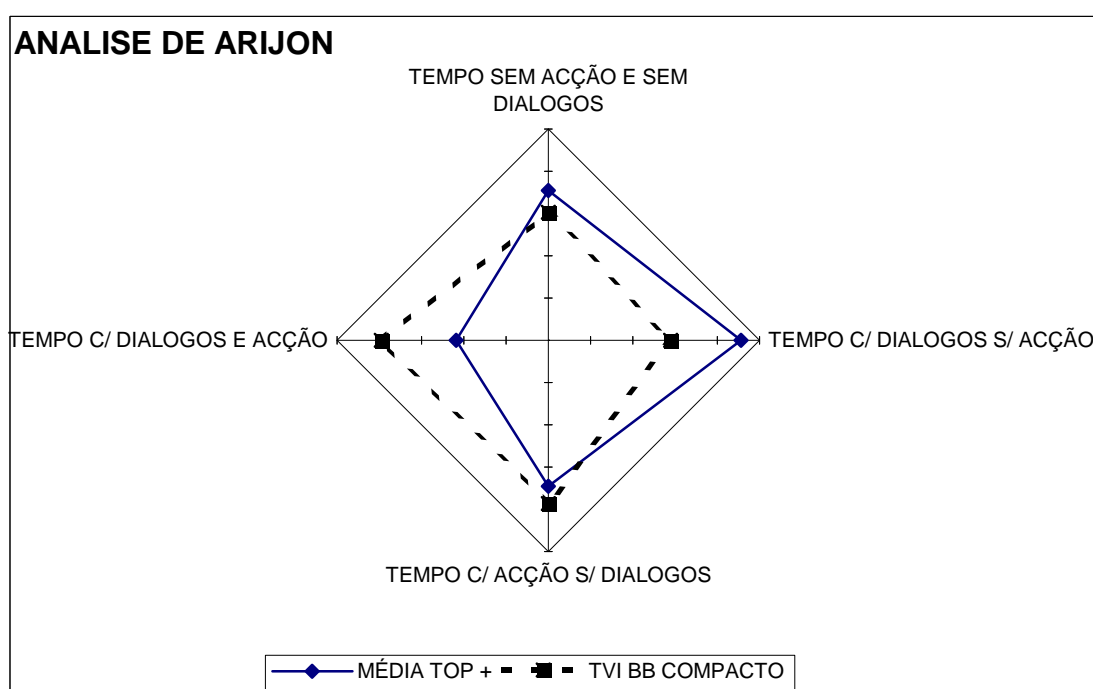 ANALISE DE ARIJON
TEMPO SEM ACÇÃO E SEM
DIALOGOS
TEMPO C/ DIALOGOS E ACÇÃO
TEMPO C/ DIALOGOS S/ ACÇÃO
TEMPO C/ ACÇÃO S/ DIALOGOS
MÉDIA TOP +
TVI BB COMPACTO